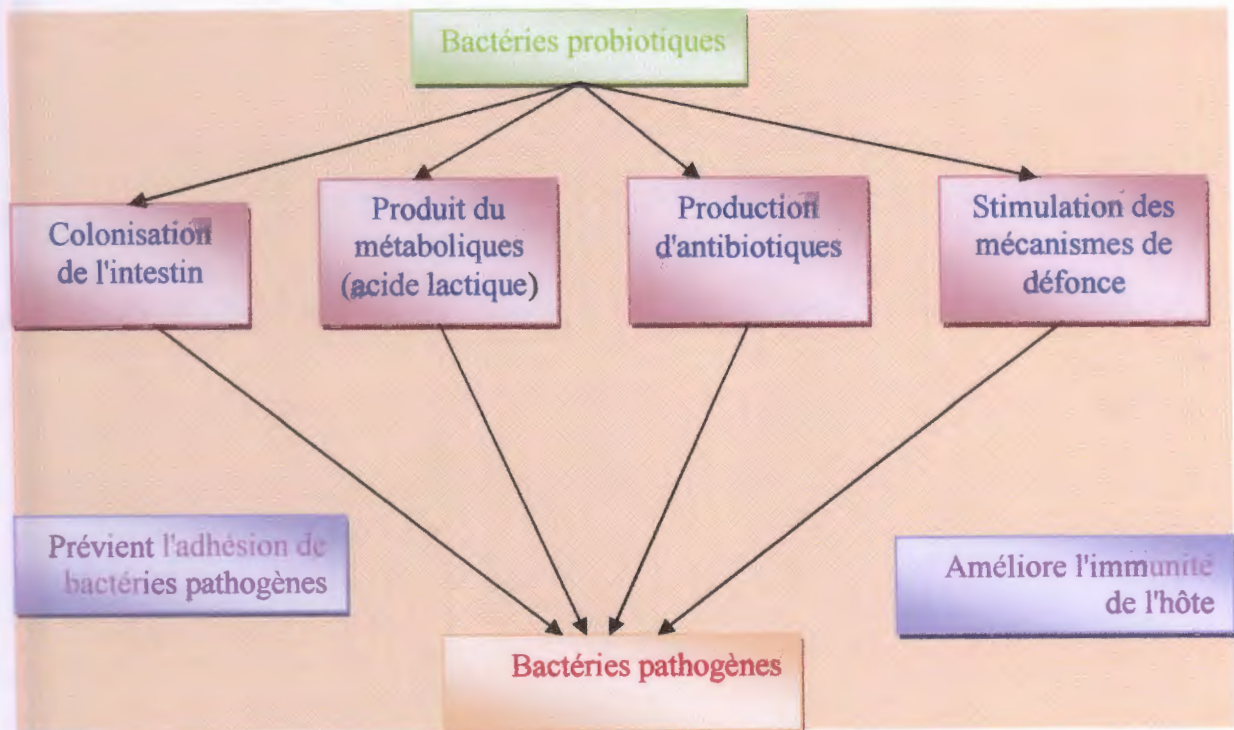 Bactéries probiotiques
Colonisation
de l'intestin
Produit du
métaboliques
(acide lactique)
Production
d'antibiotiques
Stimulation des
mécanismes de
défonce
Prévient l'adhésion de
bactéries pathogènes
Améliore l'immunité
de l'hôte
Bactéries pathogènes